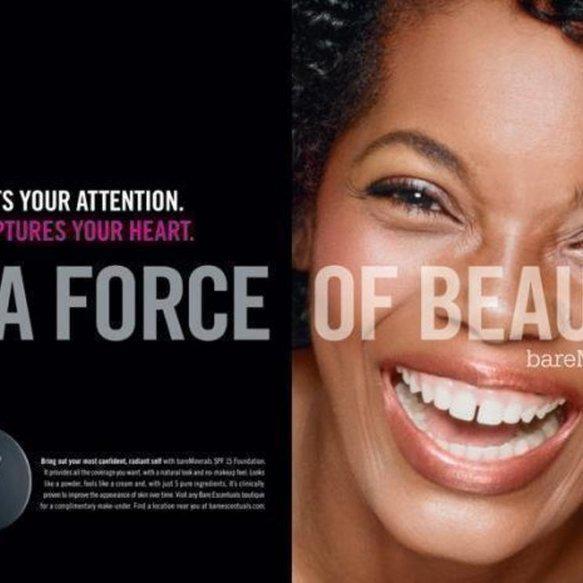 TS YOUR ATTENTION.
PTURES YOUR HEART.
A FORCE OF BEAU
bareM
Bring out your most confident, radiant self with bareMinerals SPF 15 Foundation.
It provides all the coverage you want, with a natural look and no-makeup feel. Looks
like a powder, feels like a cream and, with just 5 pure ingredients, it's clinically
proven to improve the appearance of skin over time. Visit any Bare Escentuals boutique
for a complimentary make-under. Find a location near you at barescentuals.com.